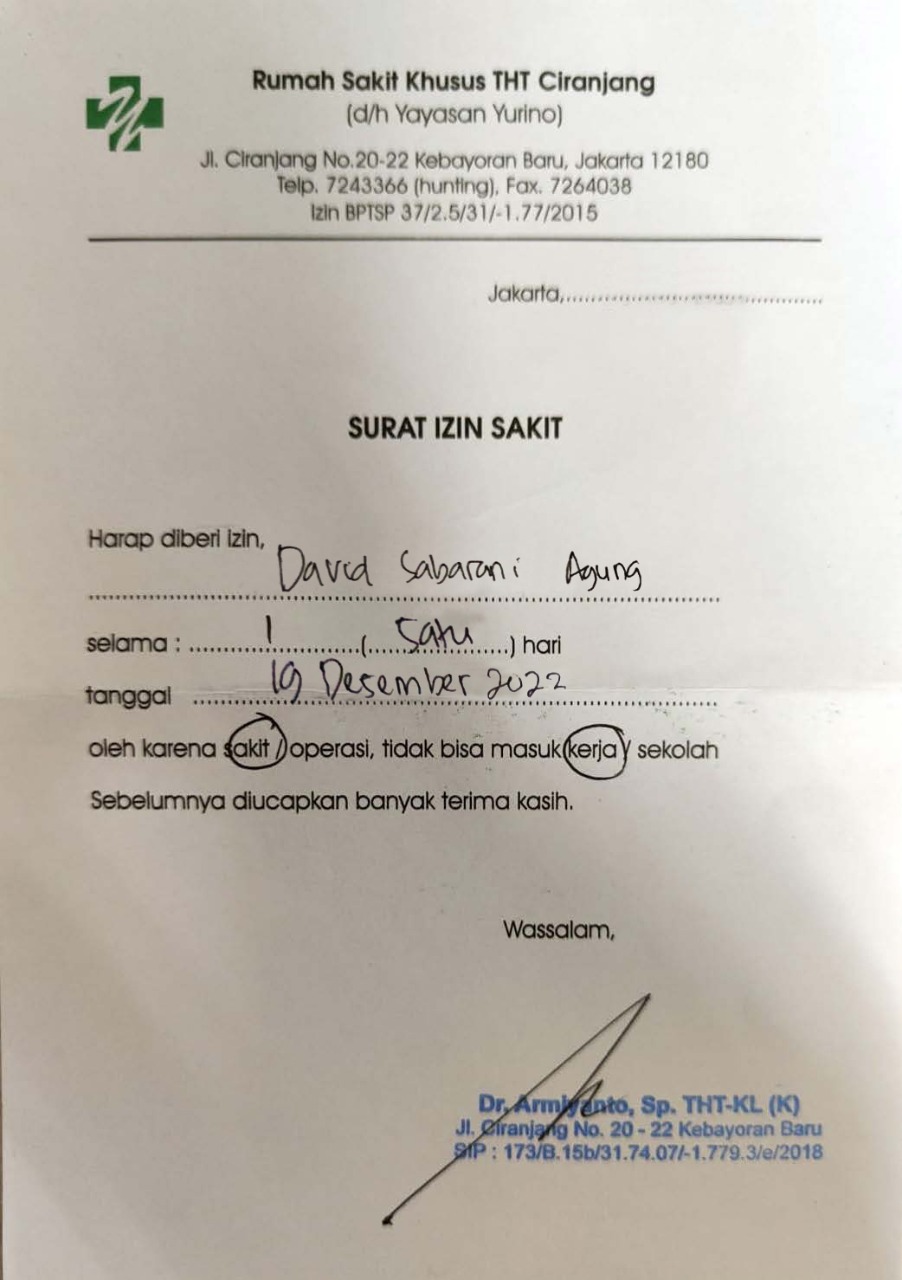 Rumah Sakit Khusus THT Ciranjang
(d/h Yayasan Yurino)
Jl. Ciranjang No.20-22 Kebayoran Baru, Jakarta 12180
Telp. 7243366 (hunting), Fax. 7264038
Izin BPTSP 37/2.5/31/-1.77/2015
Jakarta,..........................................
SURAT IZIN SAKIT
Harap diberi izin,
David Sabarani Agung
selama : 1 (Satu) hari
tanggal 19 Desember 2022
oleh karena sakit / operasi, tidak bisa masuk kerja / sekolah
Sebelumnya diucapkan banyak terima kasih.
Wassalam,
Dr. Armiyanto, Sp. THT-KL (K)
Jl. Ciranjang No. 20 - 22 Kebayoran Baru
SIP : 173/B.15b/31.74.07/-1.779.3/e/2018